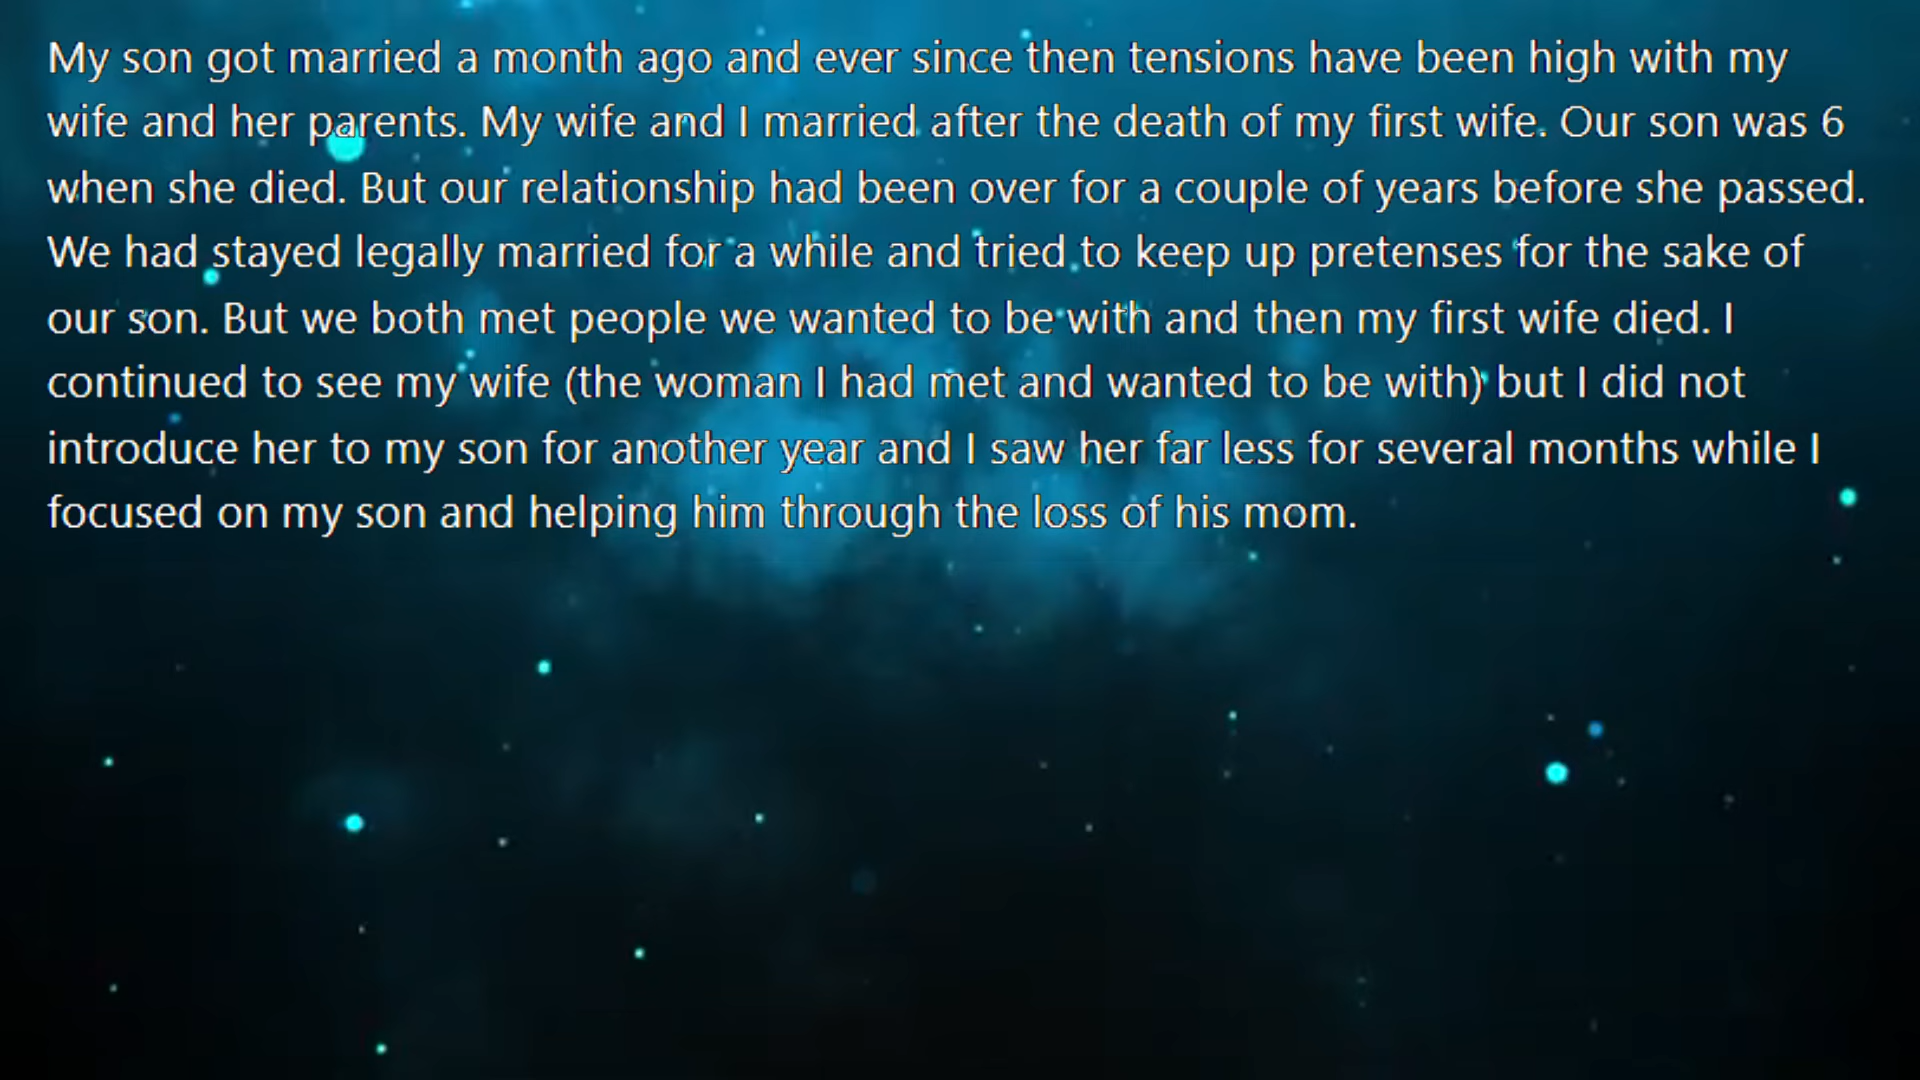 My son got married a month ago and ever since then tensions have been high with my
wife and her parents. My wife and I married after the death of my first wife. Our son was 6
when she died. But our relationship had been over for a couple of years before she passed.
We had stayed legally married for a while and tried to keep up pretenses for the sake of
our son. But we both met people we wanted to be with and then my first wife died. I
continued to see my wife (the woman I had met and wanted to be with) but I did not
introduce her to my son for another year and I saw her far less for several months while I
focused on my son and helping him through the loss of his mom.